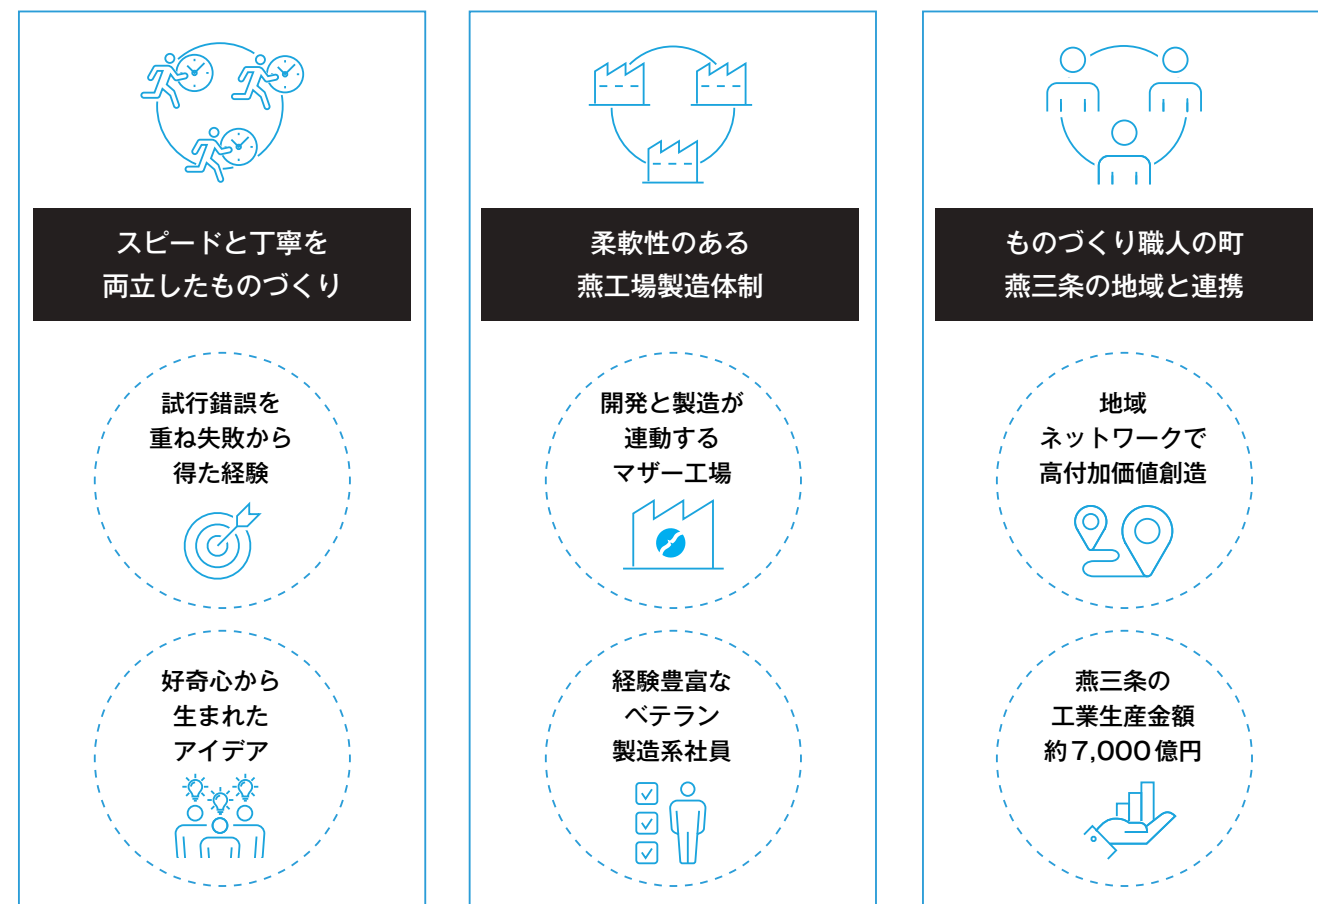 スピードと丁寧を
両立したものづくり
試行錯誤を
重ね失敗から
得た経験
好奇心から
生まれた
アイデア
柔軟性のある
燕工場製造体制
開発と製造が
連動する
マザー工場
経験豊富な
ベテラン
製造系社員
ものづくり職人の町
燕三条の地域と連携
地域
ネットワークで
高付加価値創造
燕三条の
工業生産金額
約7,000億円